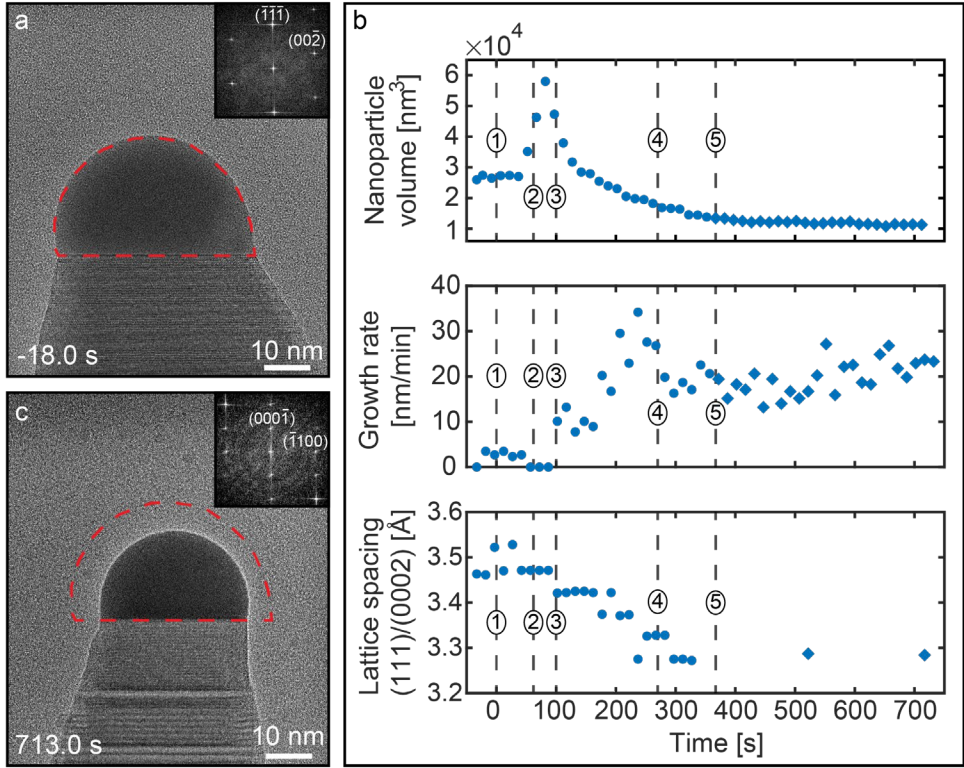 a
(1̅1̅1̅)
(002̅)
-18.0 s
10 nm
b
×10⁴
Nanoparticle
volume [nm³]
6
5
4
3
2
1
① ② ③ ④ ⑤
Growth rate
[nm/min]
40
30
20
10
0
① ② ③ ④ ⑤
Lattice spacing
(111)/(0002) [Å]
3.6
3.5
3.4
3.3
3.2
① ② ③ ④ ⑤
0 100 200 300 400 500 600 700
Time [s]
c
(0001̅)
(1̅100)
713.0 s
10 nm